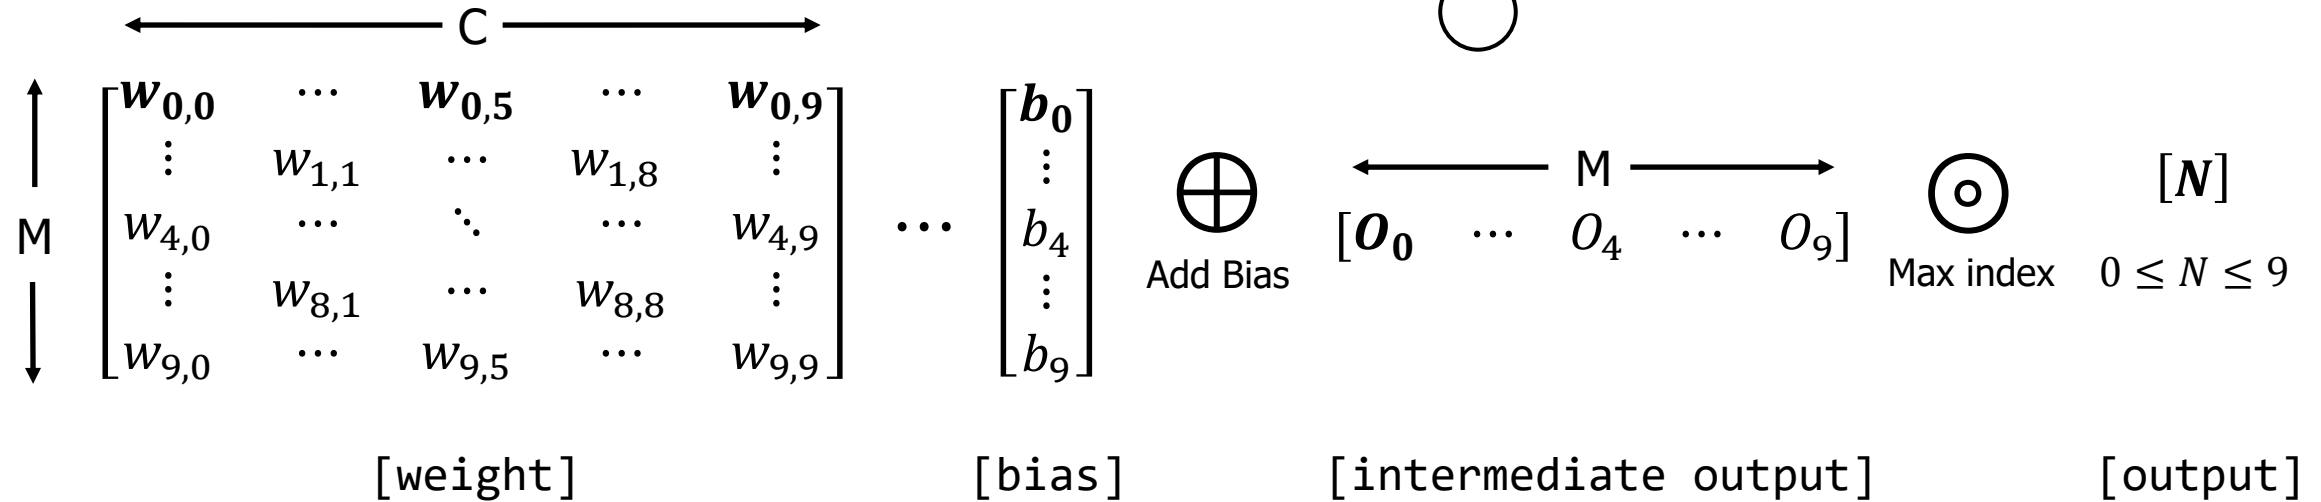 C
M
w0,0 ⋯ w0,5 ⋯ w0,9
⋮ w1,1 ⋯ w1,8 ⋮
w4,0 ⋯ ⋱ ⋯ w4,9
⋮ w8,1 ⋯ w8,8 ⋮
w9,0 ⋯ w9,5 ⋯ w9,9
⋯
b0
⋮
b4
⋮
b9
Add Bias
M
[O0 ⋯ O4 ⋯ O9]
Max index
[N]
0 ≤ N ≤ 9
[weight] [bias] [intermediate output] [output]